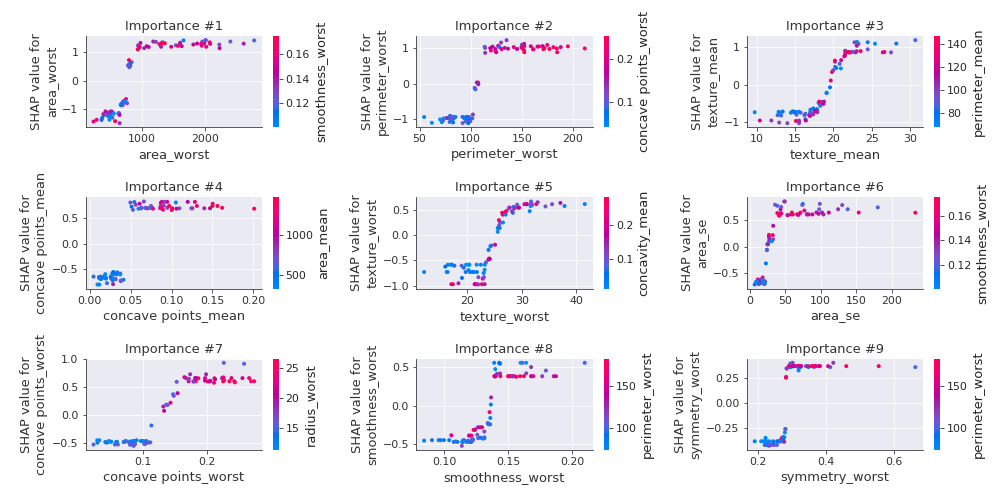 Importance #1
SHAP value for
area_worst
1
0
−1
1000
2000
area_worst
0.16
0.14
0.12
smoothness_worst
Importance #2
SHAP value for
perimeter_worst
1
0
−1
50
100
150
200
perimeter_worst
0.2
0.1
concave points_worst
Importance #3
SHAP value for
texture_mean
1
0
−1
10
15
20
25
30
texture_mean
140
120
100
80
perimeter_mean
Importance #4
SHAP value for
concave points_mean
0.5
0.0
−0.5
0.00
0.05
0.10
0.15
0.20
concave points_mean
1000
500
area_mean
Importance #5
SHAP value for
texture_worst
0.5
0.0
−0.5
−1.0
20
30
40
texture_worst
0.2
0.1
concavity_mean
Importance #6
SHAP value for
area_se
0.5
0.0
−0.5
0
50
100
150
200
area_se
0.16
0.14
0.12
smoothness_worst
Importance #7
SHAP value for
concave points_worst
1.0
0.5
0.0
−0.5
0.1
0.2
concave points_worst
25
20
15
radius_worst
Importance #8
SHAP value for
smoothness_worst
0.5
0.0
−0.5
0.10
0.15
0.20
smoothness_worst
150
100
perimeter_worst
Importance #9
SHAP value for
symmetry_worst
0.25
0.00
−0.25
0.2
0.4
0.6
symmetry_worst
150
100
perimeter_worst